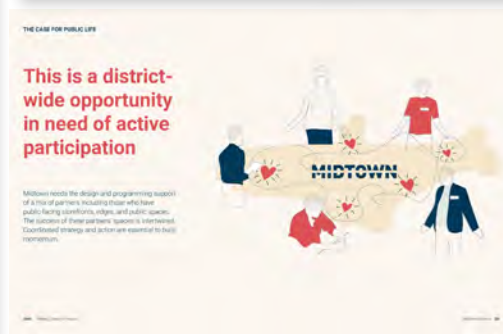 THE CASE FOR PUBLIC LIFE
This is a district-
wide opportunity
in need of active
participation
Midtown needs the design and programming support
of a mix of partners including those who have
public-facing storefronts, edges, and public spaces.
The success of these partners' spaces is intertwined.
Coordinated strategy and action are essential to build
momentum.
MIDTOWN